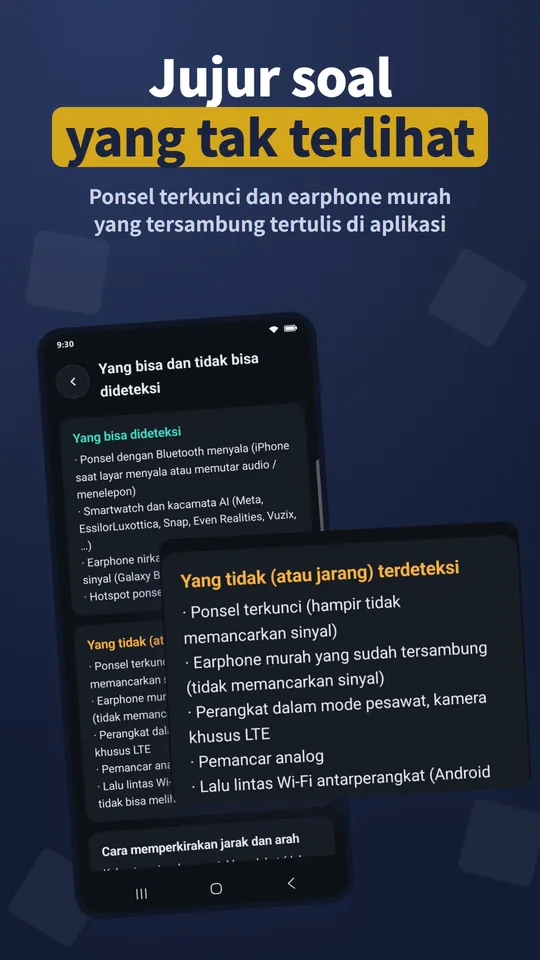 Jujur soal
yang tak terlihat
Ponsel terkunci dan earphone murah
yang tersambung tertulis di aplikasi
9:30
Yang bisa dan tidak bisa
dideteksi
Yang bisa dideteksi
· Ponsel dengan Bluetooth menyala (iPhone
saat layar menyala atau memutar audio /
menelepon)
· Smartwatch dan kacamata AI (Meta,
EssilorLuxottica, Snap, Even Realities, Vuzix,
…)
· Earphone nirka
sinyal (Galaxy B
· Hotspot ponse
Yang tidak (at
· Ponsel terkunc
memancarkan s
· Earphone mur
(tidak memanc
· Perangkat dal
khusus LTE
· Pemancar ana
· Lalu lintas Wi-
tidak bisa melih
Cara memperkirakan jarak dan arah
Yang tidak (atau jarang) terdeteksi
· Ponsel terkunci (hampir tidak
memancarkan sinyal)
· Earphone murah yang sudah tersambung
(tidak memancarkan sinyal)
· Perangkat dalam mode pesawat, kamera
khusus LTE
· Pemancar analog
· Lalu lintas Wi-Fi antarperangkat (Android